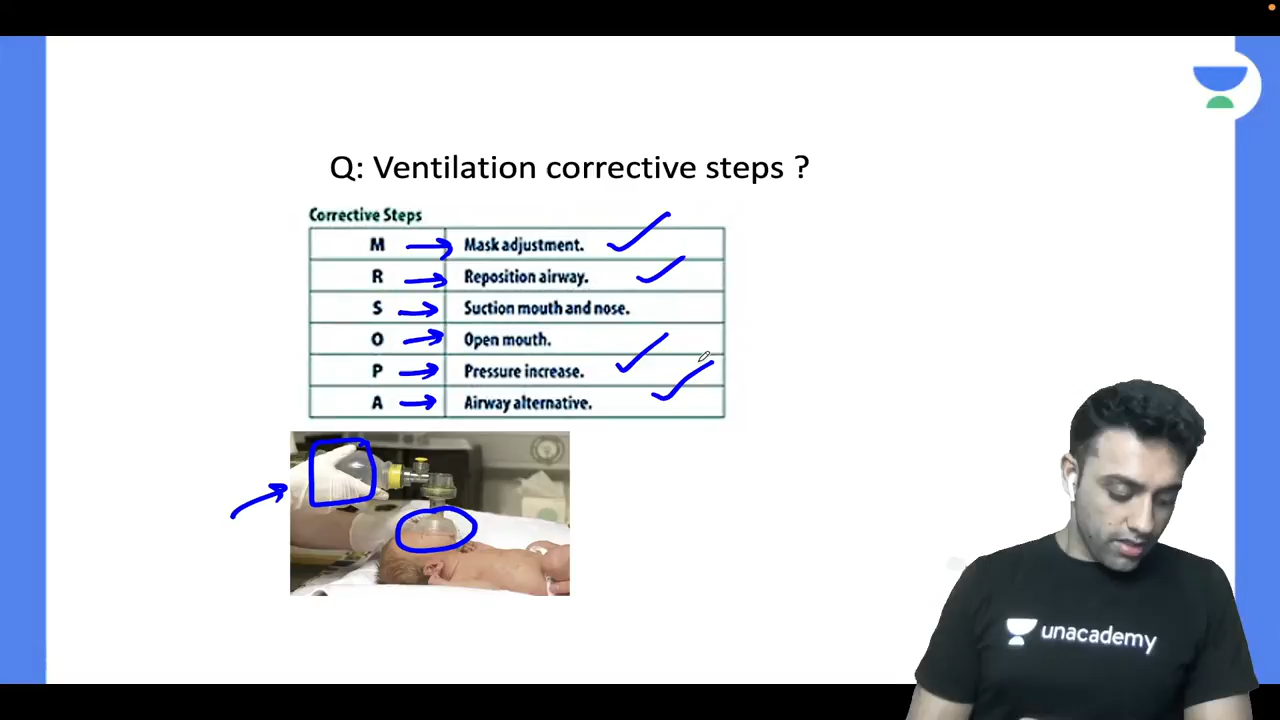 Q: Ventilation corrective steps ?
Corrective Steps
M Mask adjustment.
R Reposition airway.
S Suction mouth and nose.
O Open mouth.
P Pressure increase.
A Airway alternative.
unacademy